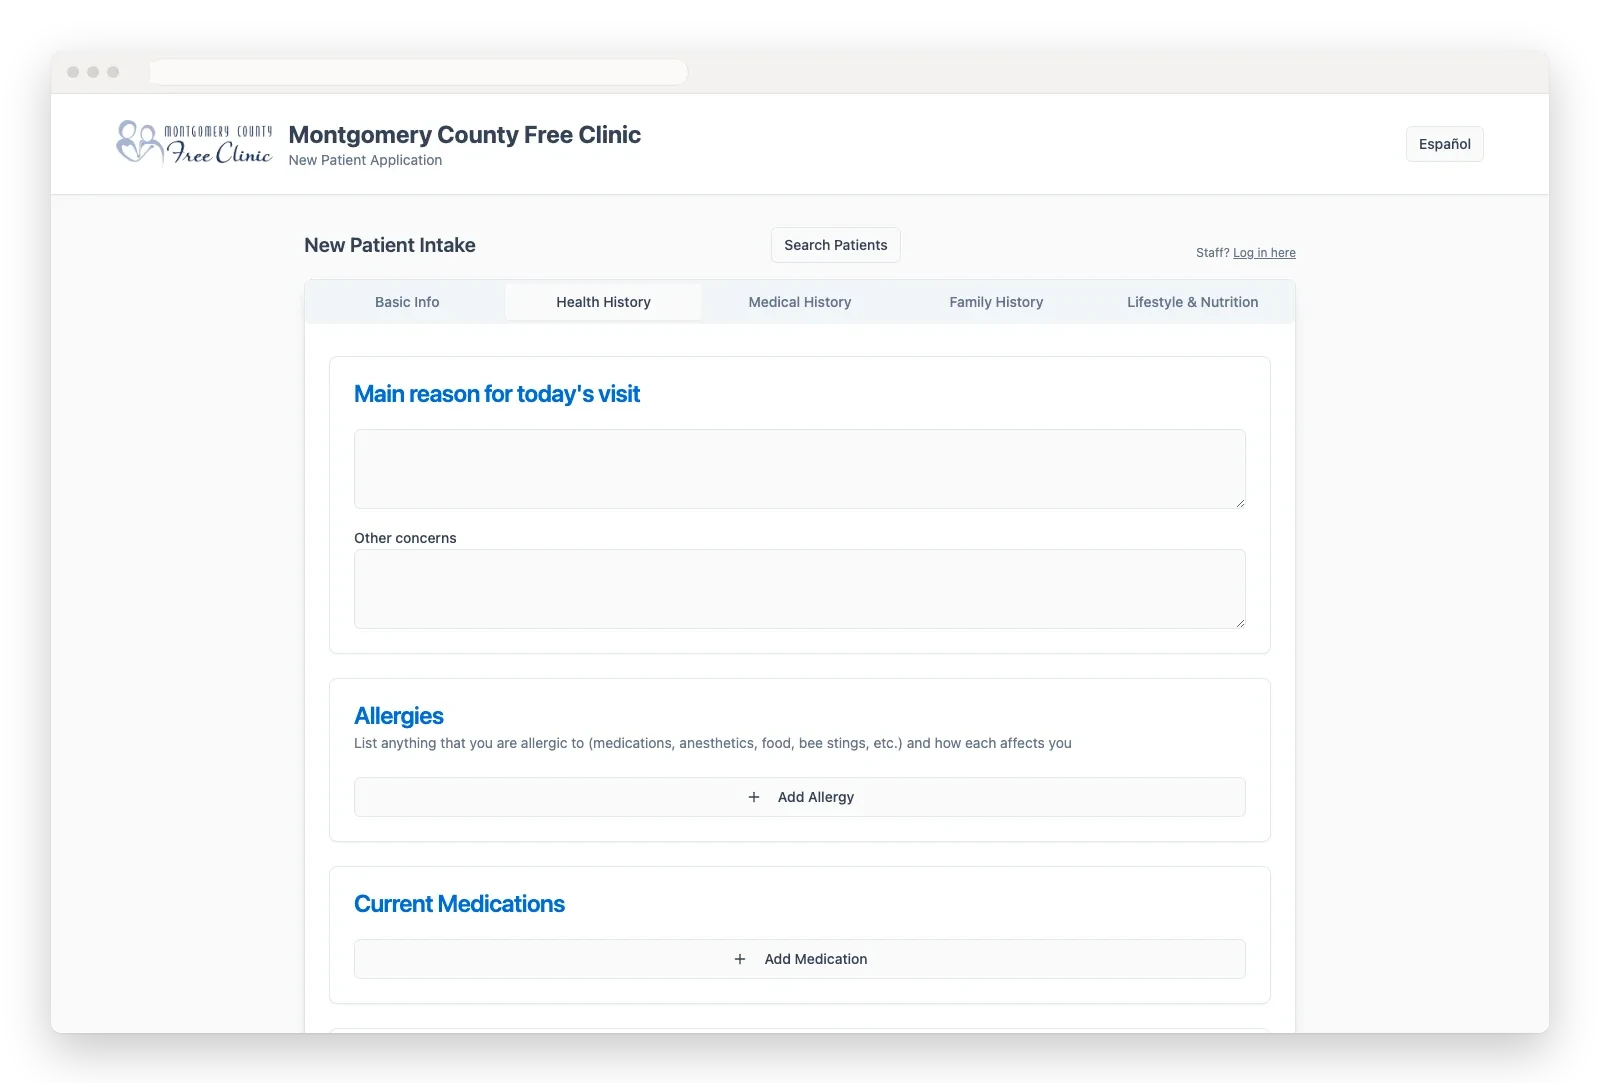 MONTGOMERY COUNTY
Free Clinic
Montgomery County Free Clinic
New Patient Application
Español
New Patient Intake
Search Patients
Staff? Log in here
Basic Info
Health History
Medical History
Family History
Lifestyle & Nutrition
Main reason for today's visit
Other concerns
Allergies
List anything that you are allergic to (medications, anesthetics, food, bee stings, etc.) and how each affects you
+ Add Allergy
Current Medications
+ Add Medication